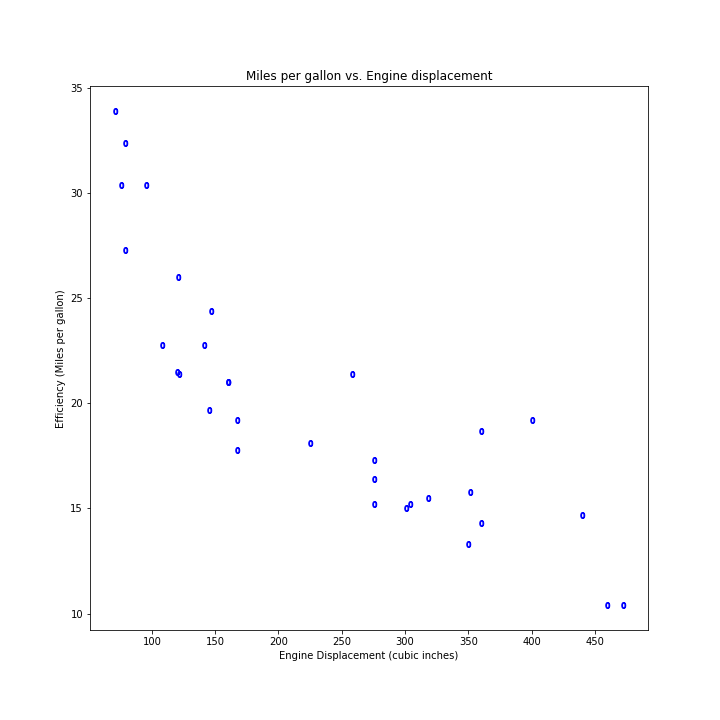 Miles per gallon vs. Engine displacement
35
30
25
20
15
10
Efficiency (Miles per gallon)
100 150 200 250 300 350 400 450
Engine Displacement (cubic inches)